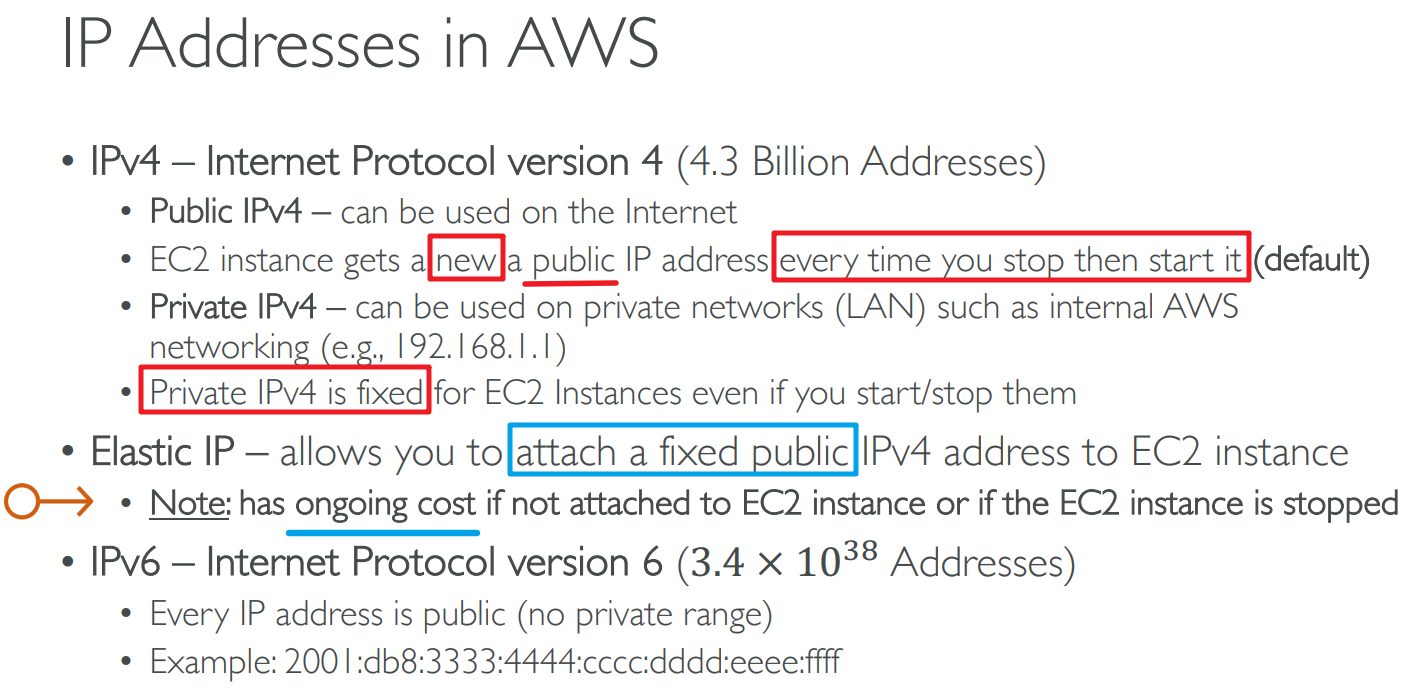 IP Addresses in AWS
• IPv4 – Internet Protocol version 4 (4.3 Billion Addresses)
• Public IPv4 – can be used on the Internet
• EC2 instance gets a new a public IP address every time you stop then start it (default)
• Private IPv4 – can be used on private networks (LAN) such as internal AWS
networking (e.g., 192.168.1.1)
• Private IPv4 is fixed for EC2 Instances even if you start/stop them
• Elastic IP – allows you to attach a fixed public IPv4 address to EC2 instance
• Note: has ongoing cost if not attached to EC2 instance or if the EC2 instance is stopped
• IPv6 – Internet Protocol version 6 (3.4 × 10³⁸ Addresses)
• Every IP address is public (no private range)
• Example: 2001:db8:3333:4444:cccc:dddd:eeee:ffff